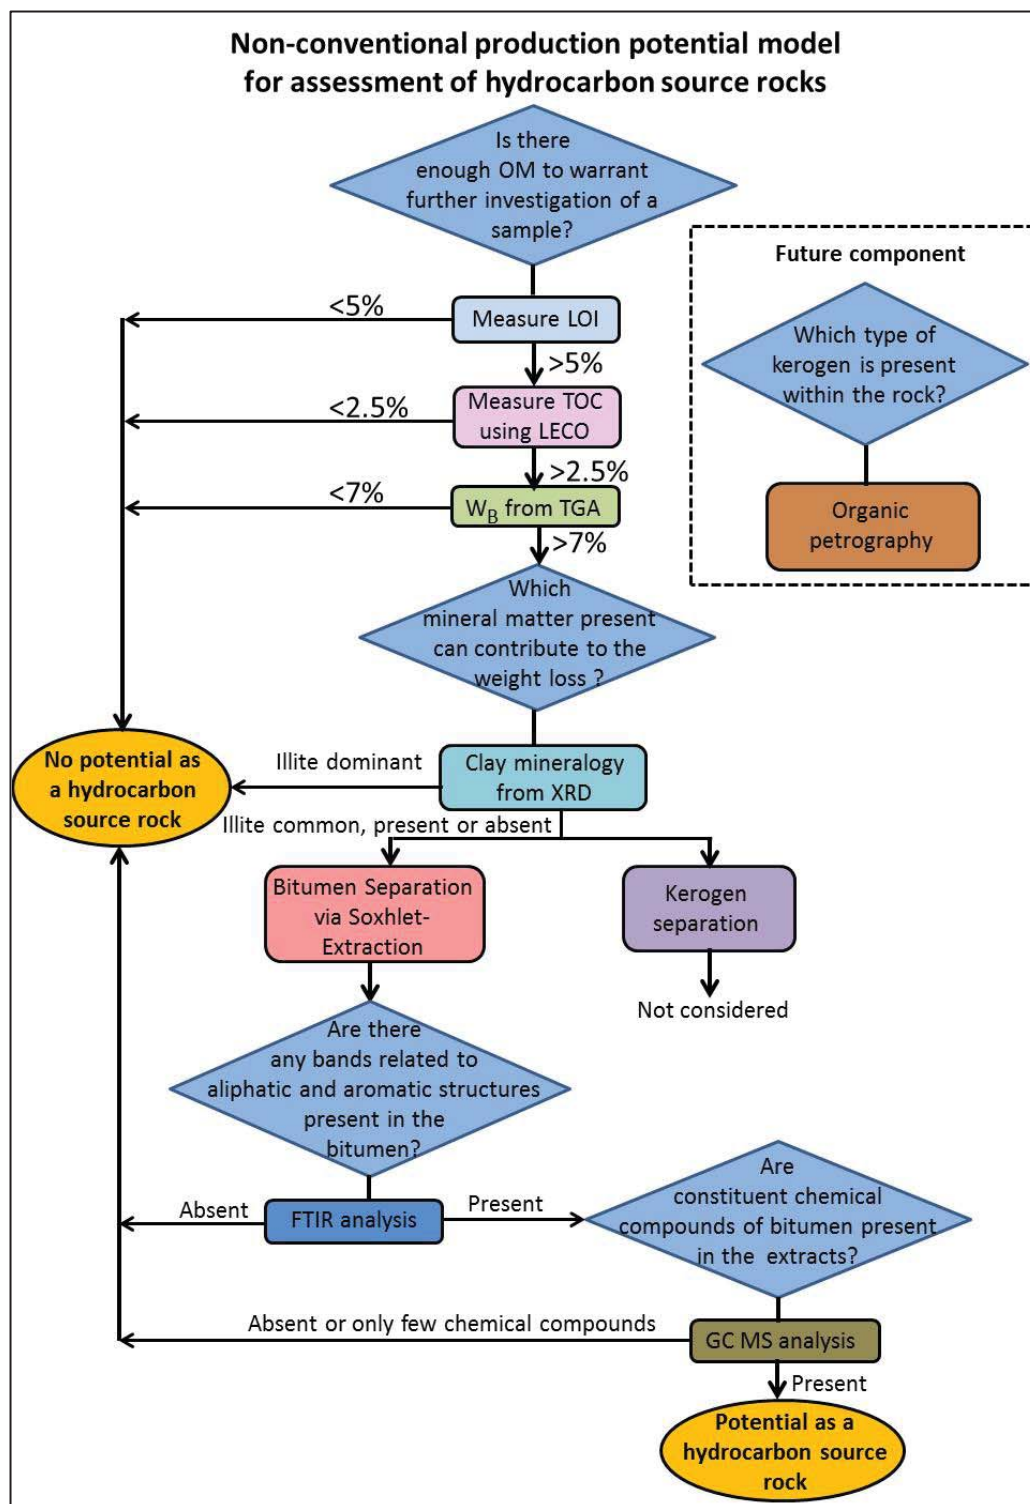 Non-conventional production potential model
for assessment of hydrocarbon source rocks
Is there
enough OM to warrant
further investigation of a
sample?
<5%
Measure LOI
>5%
<2.5%
Measure TOC
using LECO
>2.5%
<7%
W_B from TGA
>7%
Future component
Which type of
kerogen is present
within the rock?
Organic
petrography
Which
mineral matter present
can contribute to the
weight loss ?
No potential as
a hydrocarbon
source rock
Illite dominant
Clay mineralogy
from XRD
Illite common, present or absent
Bitumen Separation
via Soxhlet-
Extraction
Kerogen
separation
Not considered
Are there
any bands related to
aliphatic and aromatic structures
present in the
bitumen?
Absent
FTIR analysis
Present
Are
constituent chemical
compounds of bitumen present
in the extracts?
Absent or only few chemical compounds
GC MS analysis
Present
Potential as a
hydrocarbon source
rock